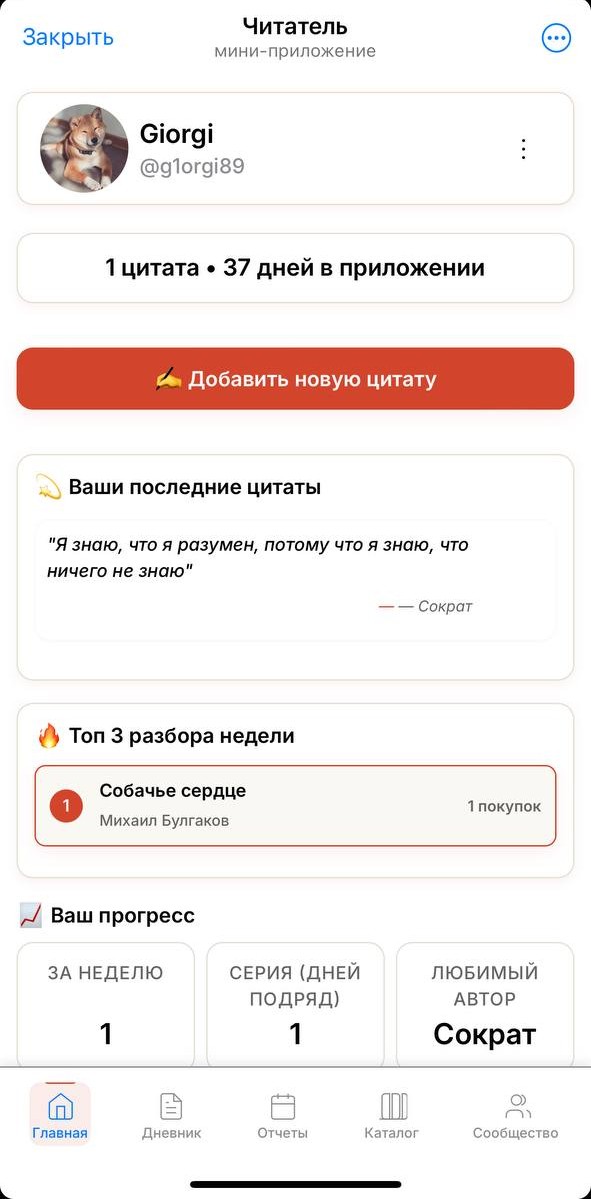 Закрыть
Читатель
мини-приложение
Giorgi
@g1orgi89
1 цитата • 37 дней в приложении
✍️ Добавить новую цитату
💫 Ваши последние цитаты
"Я знаю, что я разумен, потому что я знаю, что
ничего не знаю"
— — Сократ
🔥 Топ 3 разбора недели
1
Собачье сердце
Михаил Булгаков
1 покупок
📈 Ваш прогресс
ЗА НЕДЕЛЮ
1
СЕРИЯ (ДНЕЙ
ПОДРЯД)
1
ЛЮБИМЫЙ
АВТОР
Сократ
Главная
Дневник
Отчеты
Каталог
Сообщество